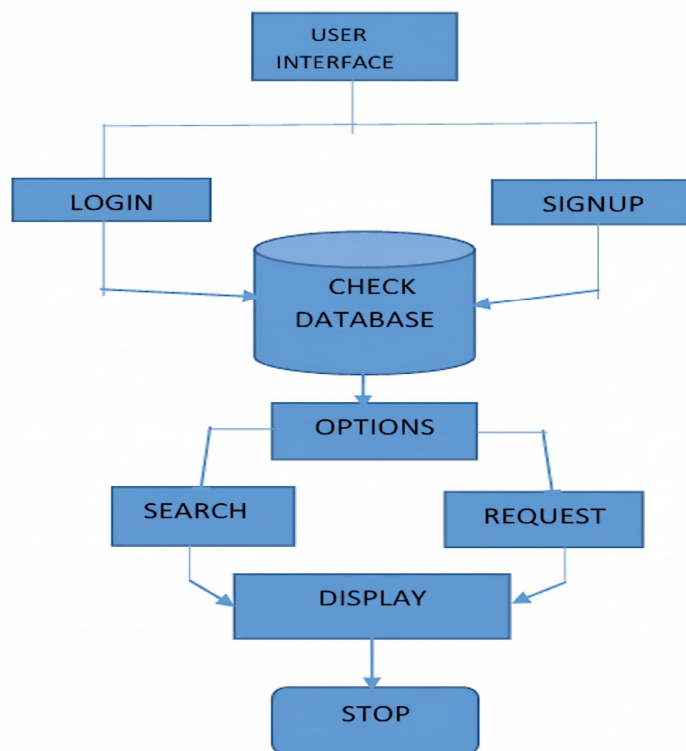 USER
INTERFACE
LOGIN
SIGNUP
CHECK
DATABASE
OPTIONS
SEARCH
REQUEST
DISPLAY
STOP